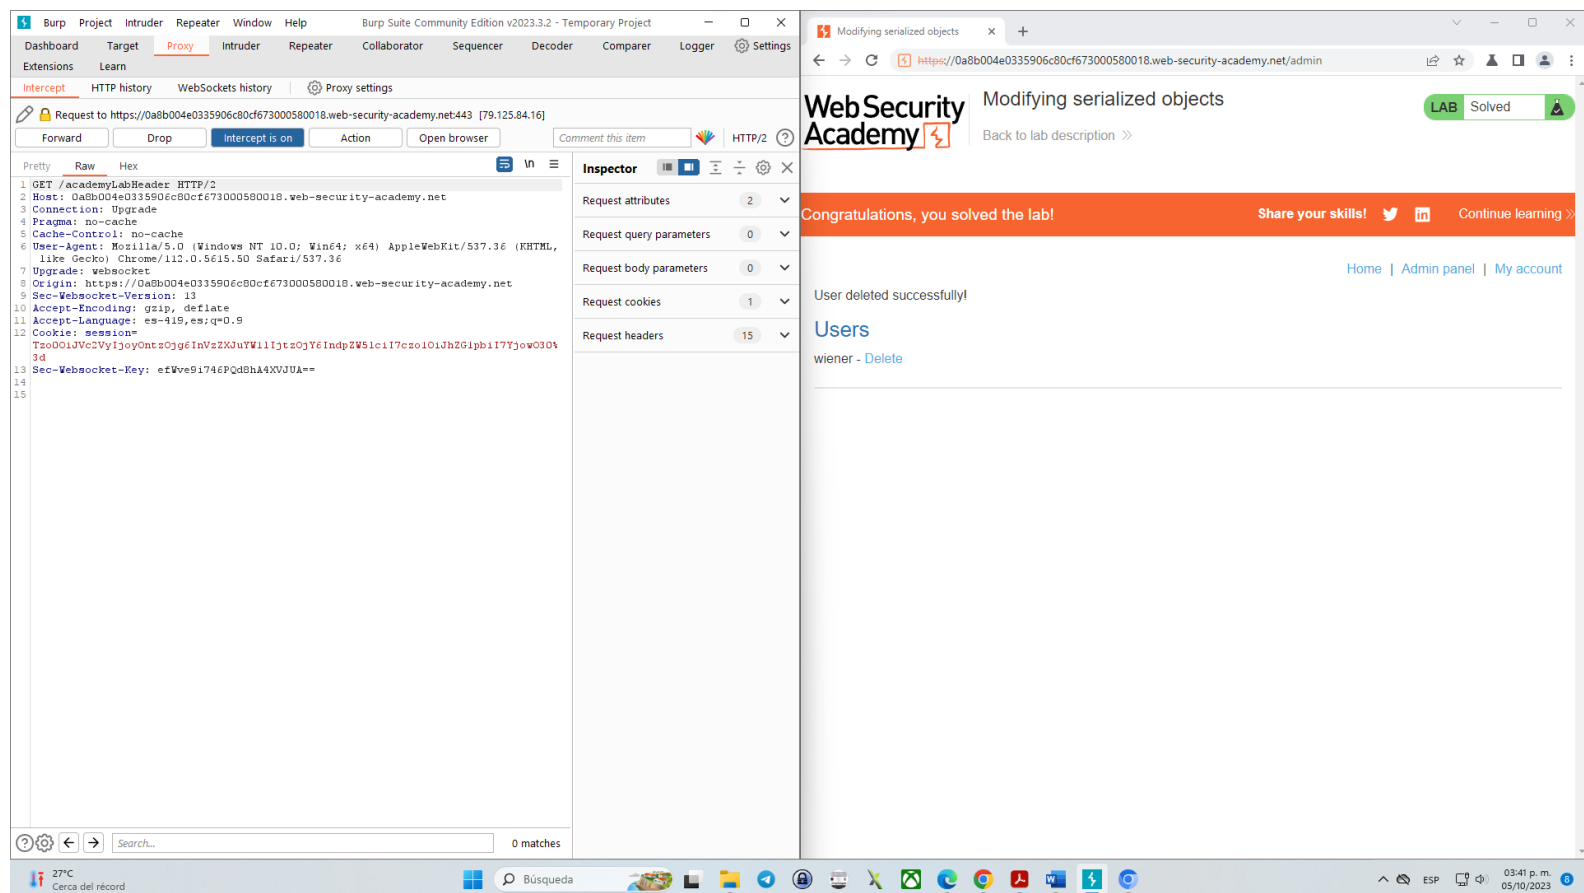 Burp Project Intruder Repeater Window Help Burp Suite Community Edition v2023.3.2 - Temporary Project
Dashboard Target Proxy Intruder Repeater Collaborator Sequencer Decoder Comparer Logger Settings
Extensions Learn
Intercept HTTP history WebSockets history Proxy settings
Request to https://0a8b004e0335906c80cf673000580018.web-security-academy.net:443 [79.125.84.16]
Forward Drop Intercept is on Action Open browser Comment this item HTTP/2 ?
Pretty Raw Hex \n
1 GET /academyLabHeader HTTP/2
2 Host: 0a8b004e0335906c80cf673000580018.web-security-academy.net
3 Connection: Upgrade
4 Pragma: no-cache
5 Cache-Control: no-cache
6 User-Agent: Mozilla/5.0 (Windows NT 10.0; Win64; x64) AppleWebKit/537.36 (KHTML,
like Gecko) Chrome/112.0.5615.50 Safari/537.36
7 Upgrade: websocket
8 Origin: https://0a8b004e0335906c80cf673000580018.web-security-academy.net
9 Sec-Websocket-Version: 13
10 Accept-Encoding: gzip, deflate
11 Accept-Language: es-419,es;q=0.9
12 Cookie: session=
Tzo0OiJVc2VyIjoyOntzOjg6InVzZXJuYW1lIjtzOjY6IndpZW5lciI7czo1OiJhZG1pbiI7YjowO30%
3d
13 Sec-Websocket-Key: efWve9i746PQd8hA4XVJUA==
14
15
Inspector
Request attributes 2
Request query parameters 0
Request body parameters 0
Request cookies 1
Request headers 15
? Search... 0 matches
Modifying serialized objects
https://0a8b004e0335906c80cf673000580018.web-security-academy.net/admin
Web Security
Academy
Modifying serialized objects
Back to lab description
LAB Solved
Congratulations, you solved the lab! Share your skills! Continue learning
Home | Admin panel | My account
User deleted successfully!
Users
wiener - Delete
27°C
Cerca del récord
Búsqueda
ESP
03:41 p. m.
05/10/2023
8